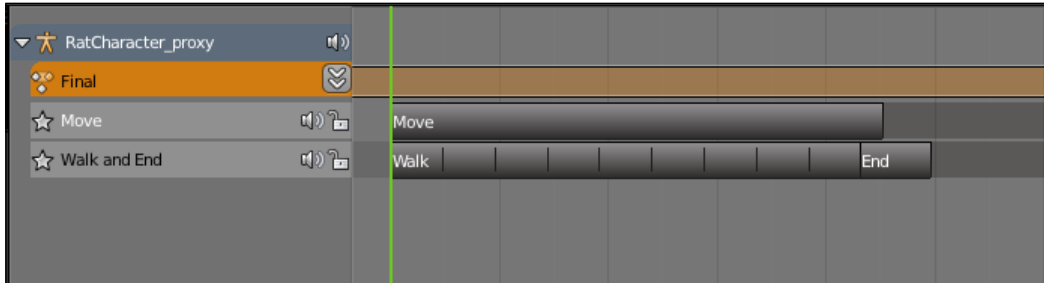 RatCharacter_proxy
Final
Move
Move
Walk and End
Walk
End